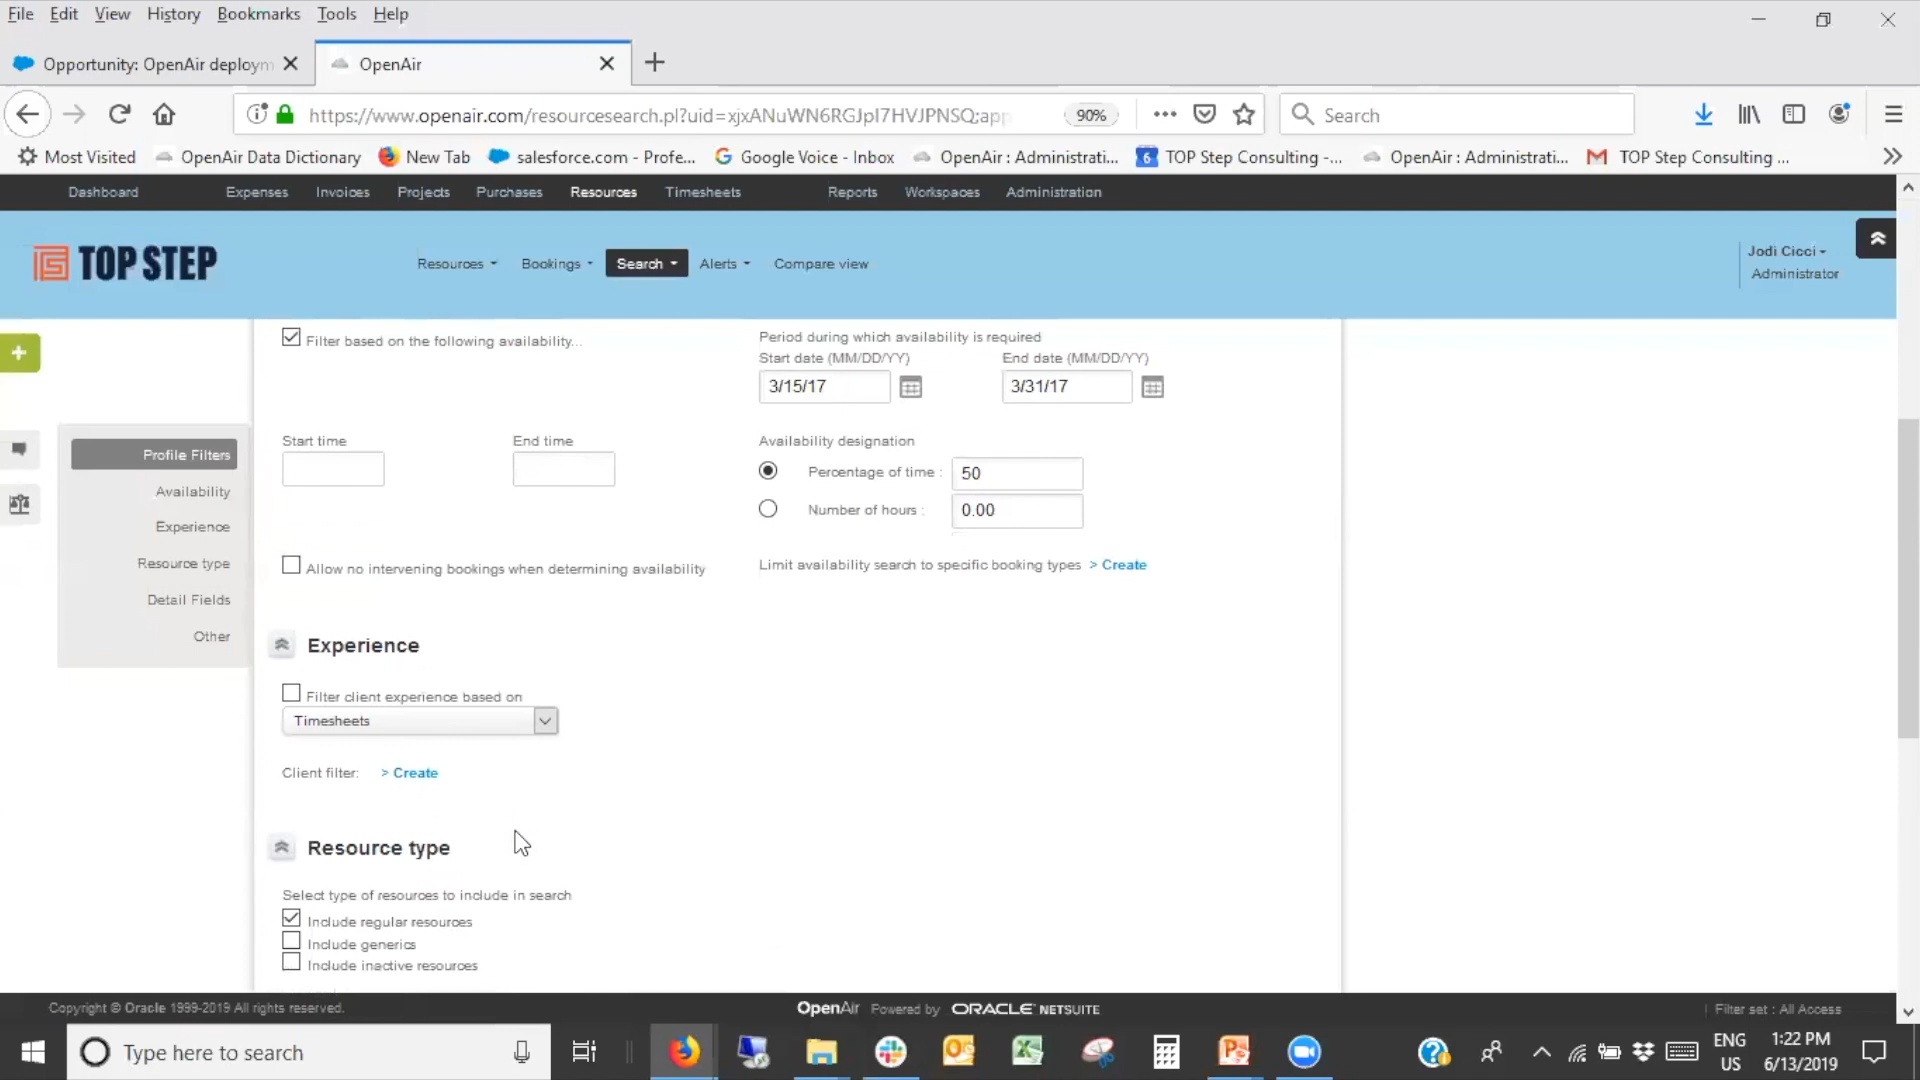 File Edit View History Bookmarks Tools Help
Opportunity: OpenAir deploym
OpenAir
https://www.openair.com/resourcesearch.pl?uid=xjxANuWN6RGJpI7HVJPNSQ;app
90%
Search
Most Visited OpenAir Data Dictionary New Tab salesforce.com - Profe... Google Voice - Inbox OpenAir : Administrati... 6 TOP Step Consulting -... OpenAir : Administrati... TOP Step Consulting ...
Dashboard Expenses Invoices Projects Purchases Resources Timesheets Reports Workspaces Administration
TOP STEP
Resources Bookings Search Alerts Compare view
Jodi Cicci
Administrator
Profile Filters
Availability
Experience
Resource type
Detail Fields
Other
Filter based on the following availability...
Period during which availability is required
Start date (MM/DD/YY) End date (MM/DD/YY)
3/15/17 3/31/17
Start time End time
Availability designation
Percentage of time : 50
Number of hours : 0.00
Allow no intervening bookings when determining availability
Limit availability search to specific booking types > Create
Experience
Filter client experience based on
Timesheets
Client filter: > Create
Resource type
Select type of resources to include in search
Include regular resources
Include generics
Include inactive resources
Copyright © Oracle 1999-2019 All rights reserved.
OpenAir Powered by ORACLE NETSUITE
Filter set : All Access
Type here to search
ENG
US
1:22 PM
6/13/2019